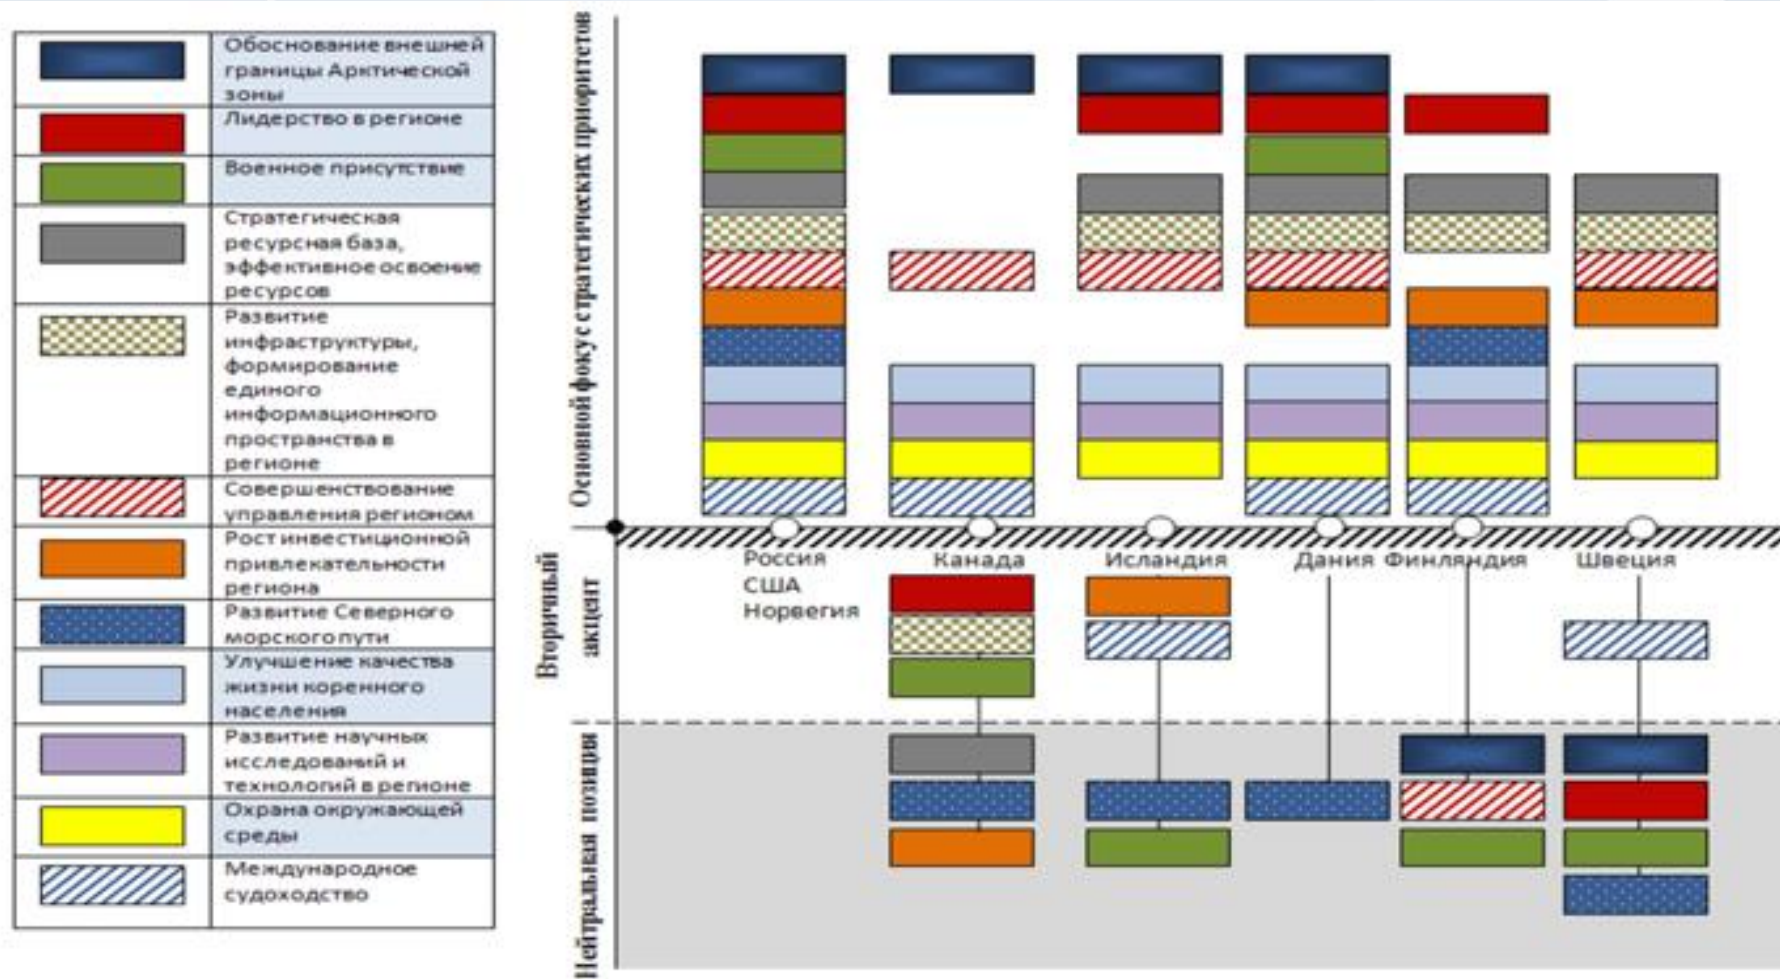 Обоснование внешней
границы Арктической
зоны
Лидерство в регионе
Военное присутствие
Стратегическая
ресурсная база,
эффективное освоение
ресурсов
Развитие
инфраструктуры,
формирование
единого
информационного
пространства в
регионе
Совершенствование
управления регионом
Рост инвестиционной
привлекательности
региона
Развитие Северного
морского пути
Улучшение качества
жизни коренного
населения
Развитие научных
исследований и
технологий в регионе
Охрана окружающей
среды
Международное
судоходство
Основной фокус стратегических приоритетов
Вторичный
акцент
Нейтральная позиция
Россия
США
Норвегия
Канада
Исландия
Дания
Финляндия
Швеция